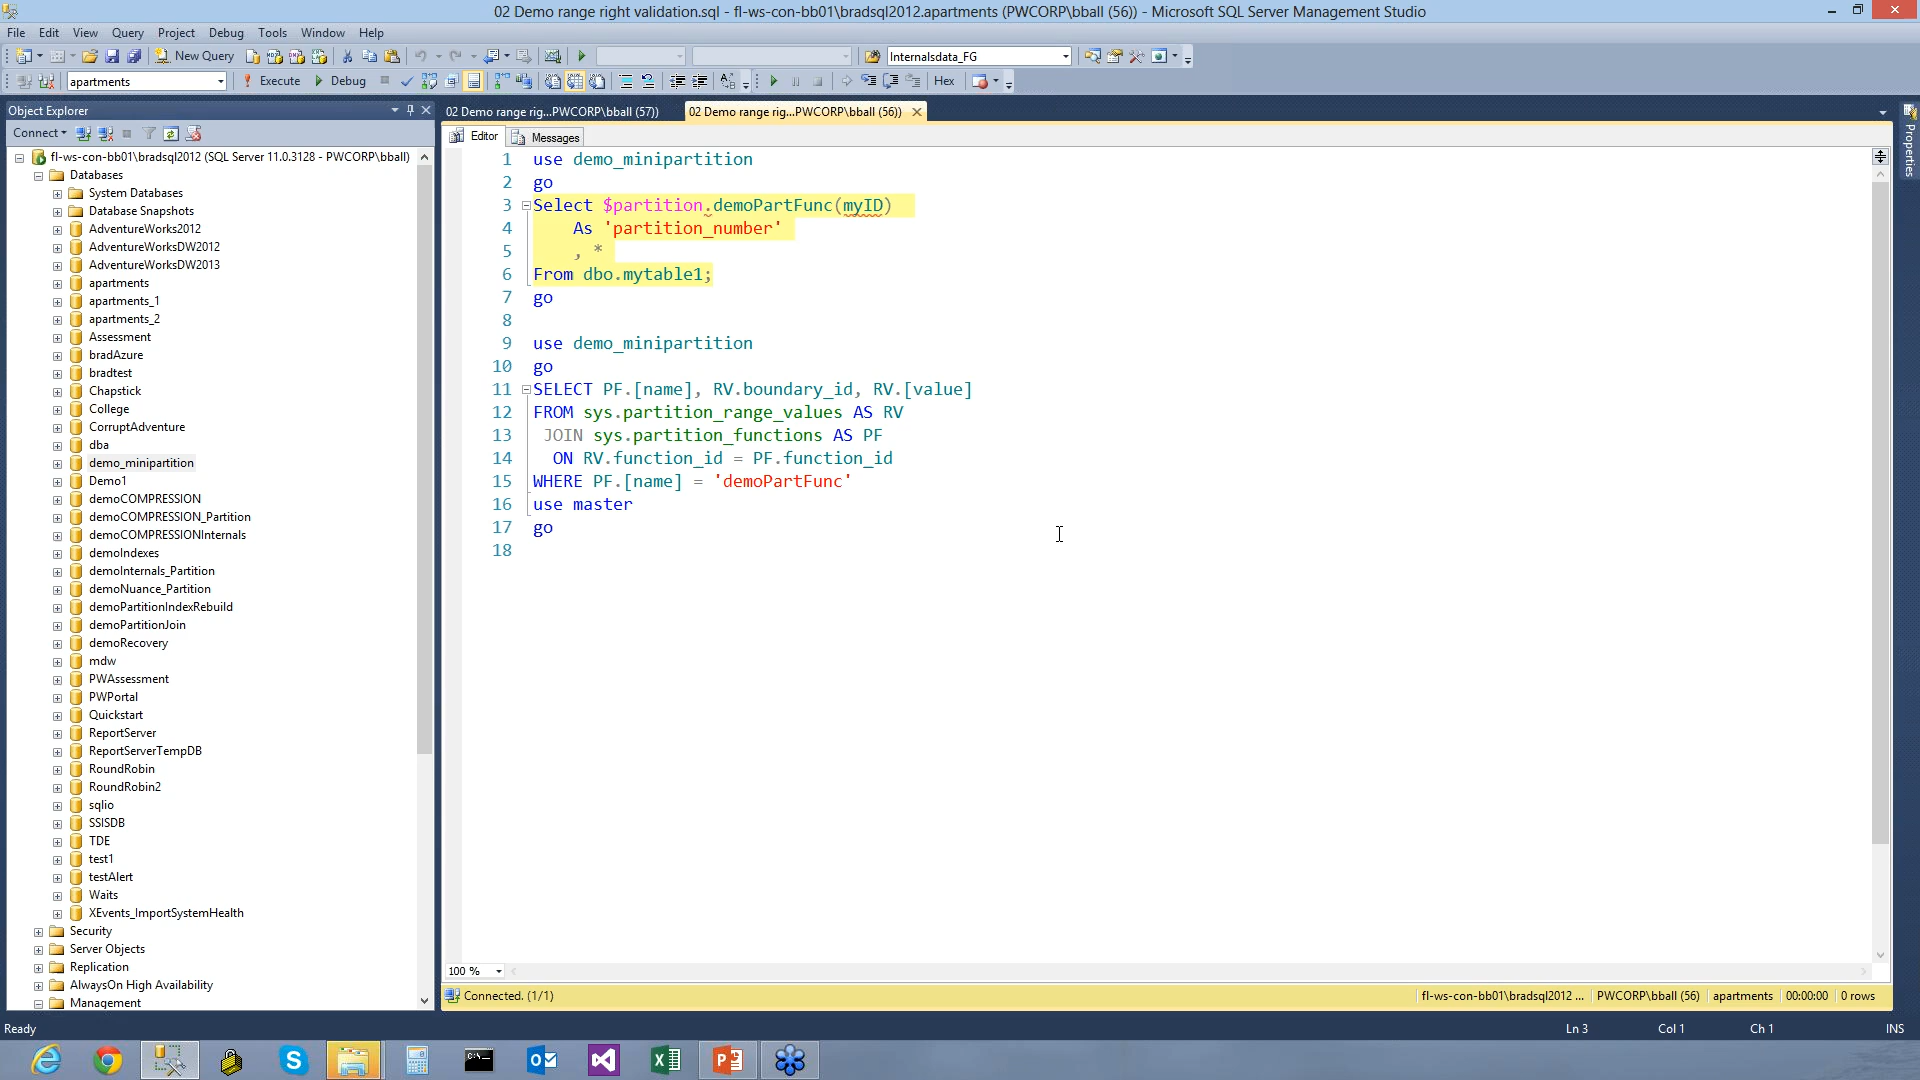 02 Demo range right validation.sql - fl-ws-con-bb01\bradsql2012.apartments (PWCORP\bball (56)) - Microsoft SQL Server Management Studio
File Edit View Query Project Debug Tools Window Help
New Query Internalsdata_FG
apartments Execute Debug Hex
Object Explorer
Connect
fl-ws-con-bb01\bradsql2012 (SQL Server 11.0.3128 - PWCORP\bball)
Databases
System Databases
Database Snapshots
AdventureWorks2012
AdventureWorksDW2012
AdventureWorksDW2013
apartments
apartments_1
apartments_2
Assessment
bradAzure
bradtest
Chapstick
College
CorruptAdventure
dba
demo_minipartition
Demo1
demoCOMPRESSION
demoCOMPRESSION_Partition
demoCOMPRESSIONInternals
demoIndexes
demoInternals_Partition
demoNuance_Partition
demoPartitionIndexRebuild
demoPartitionJoin
demoRecovery
mdw
PWAssessment
PWPortal
Quickstart
ReportServer
ReportServerTempDB
RoundRobin
RoundRobin2
sqlio
SSISDB
TDE
test1
testAlert
Waits
XEvents_ImportSystemHealth
Security
Server Objects
Replication
AlwaysOn High Availability
Management
02 Demo range rig...PWCORP\bball (57)) 02 Demo range rig...PWCORP\bball (56))
Editor Messages
1 use demo_minipartition
2 go
3 Select $partition.demoPartFunc(myID)
4 As 'partition_number'
5 , *
6 From dbo.mytable1;
7 go
8
9 use demo_minipartition
10 go
11 SELECT PF.[name], RV.boundary_id, RV.[value]
12 FROM sys.partition_range_values AS RV
13 JOIN sys.partition_functions AS PF
14 ON RV.function_id = PF.function_id
15 WHERE PF.[name] = 'demoPartFunc'
16 use master
17 go
18
100 %
Connected. (1/1) fl-ws-con-bb01\bradsql2012 ... PWCORP\bball (56) apartments 00:00:00 0 rows
Properties
Ready Ln 3 Col 1 Ch 1 INS